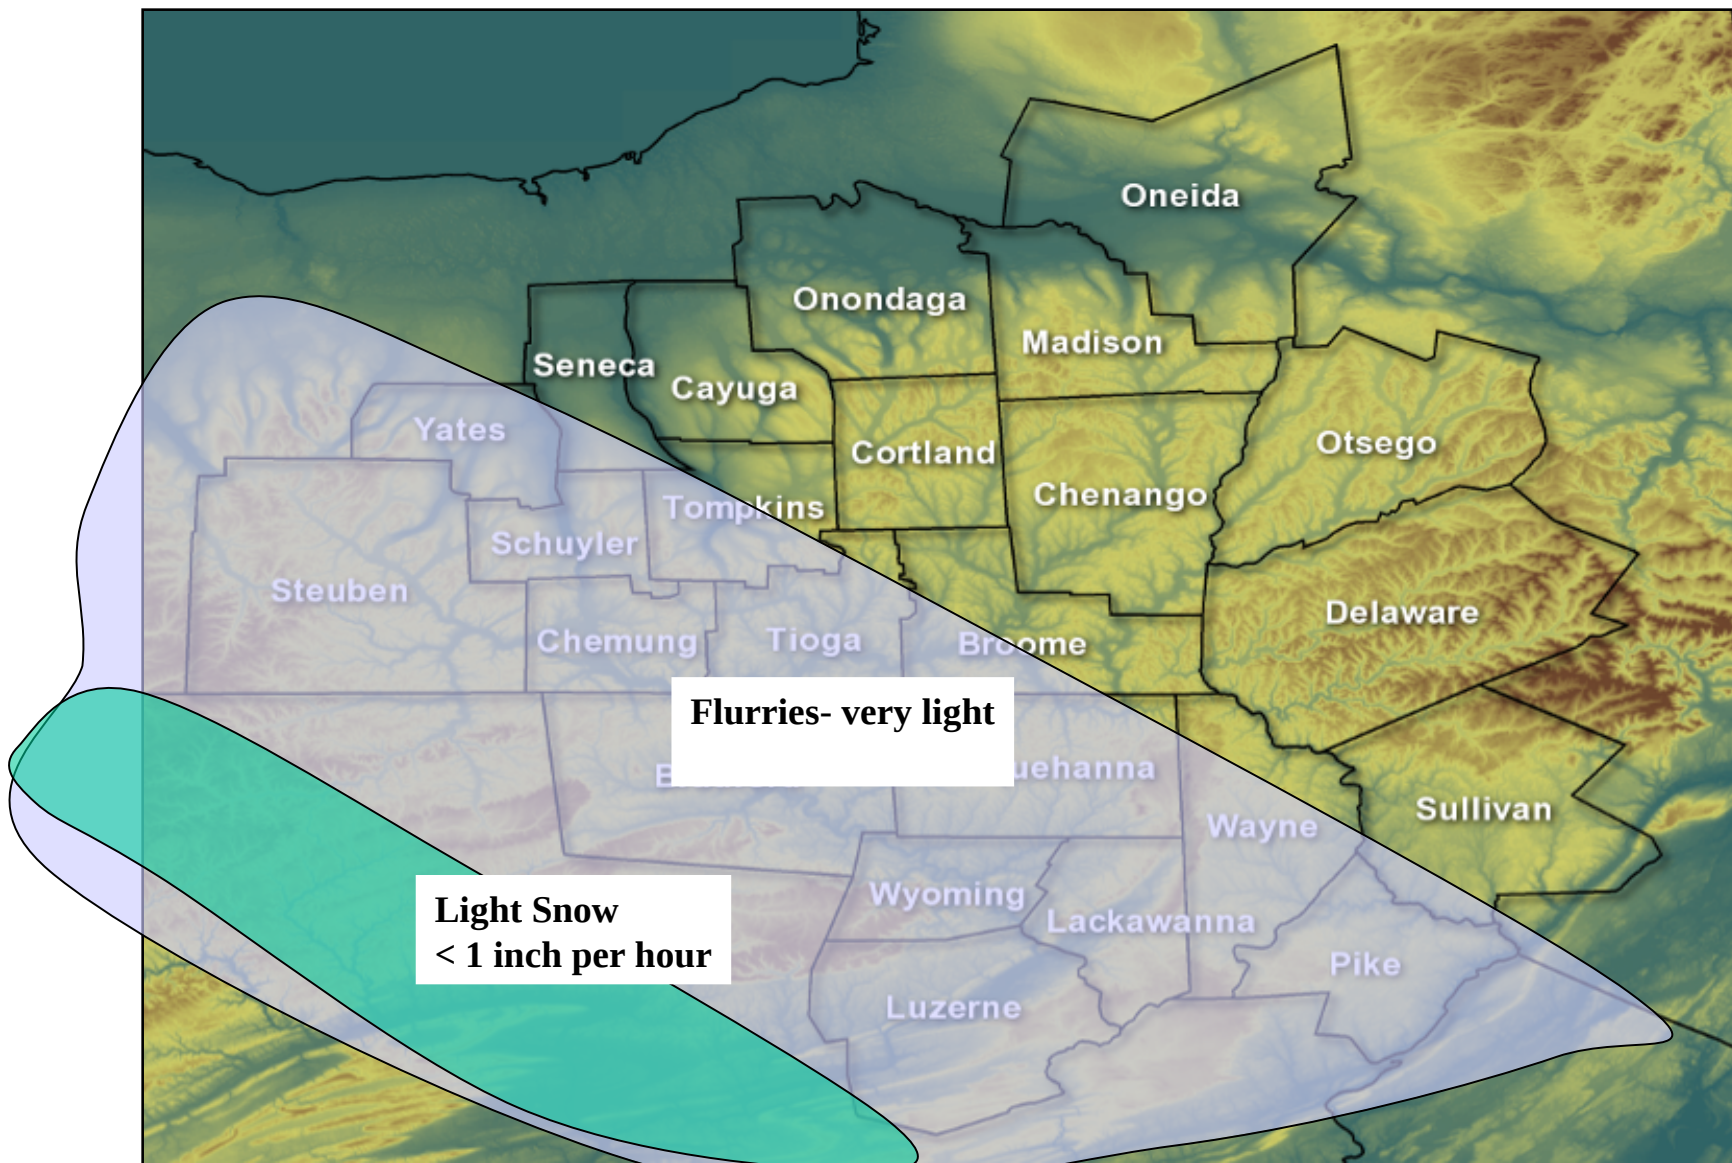 Oneida
Onondaga
Madison
Seneca
Cayuga
Yates
Otsego
Cortland
Chenango
Tompkins
Schuyler
Steuben
Delaware
Chemung
Tioga
Broome
Flurries- very light
uehanna
Sullivan
Wayne
Wyoming
Light Snow
< 1 inch per hour
Lackawanna
Pike
Luzerne